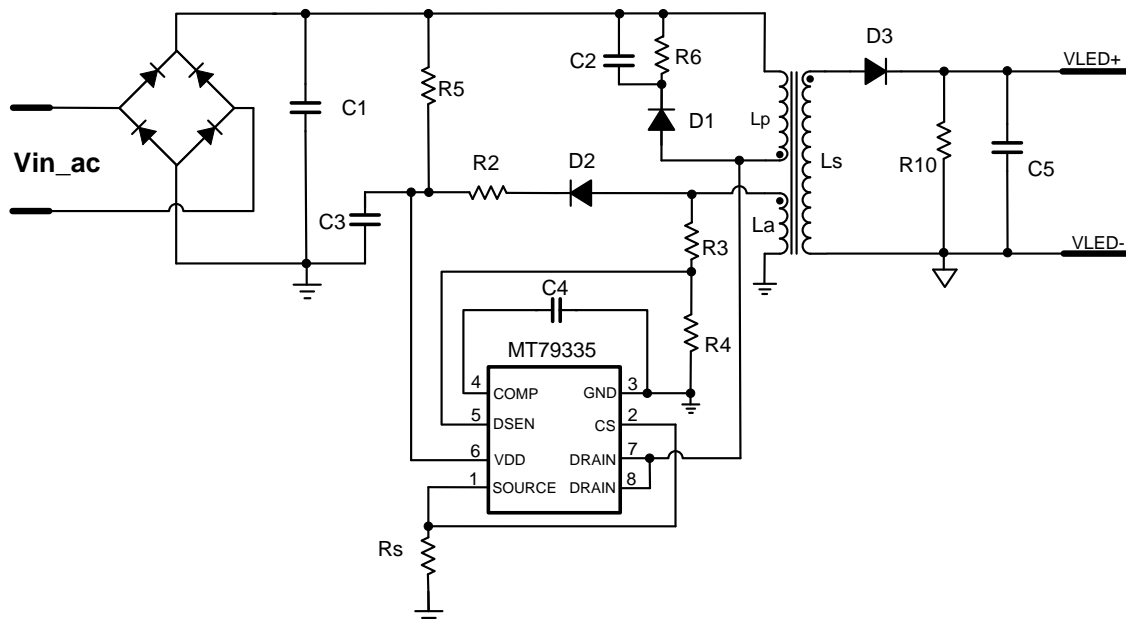 D3
VLED+
C2
R6
R5
C1
D1
Lp
Ls
R10
C5
Vin_ac
R2
D2
C3
La
R3
VLED-
C4
R4
MT79335
4
COMP
GND
3
5
DSEN
CS
2
6
VDD
DRAIN
7
1
SOURCE
DRAIN
8
Rs